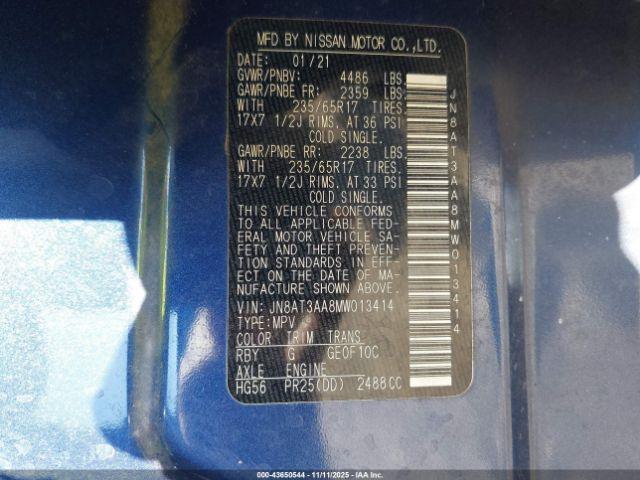 MFD BY NISSAN MOTOR CO.,LTD.
DATE: 01/21
GVWR/PNBV: 4486 LBS.
GAWR/PNBE FR: 2359 LBS.
WITH 235/65R17 TIRES.
17X7 1/2J RIMS, AT 36 PSI
COLD SINGLE.
GAWR/PNBE RR: 2238 LBS.
WITH 235/65R17 TIRES.
17X7 1/2J RIMS, AT 33 PSI
COLD SINGLE.
THIS VEHICLE CONFORMS
TO ALL APPLICABLE FED-
ERAL MOTOR VEHICLE SA-
FETY AND THEFT PREVEN-
TION STANDARDS IN EFF-
ECT ON THE DATE OF MA-
NUFACTURE SHOWN ABOVE.
VIN: JN8AT3AA8MW013414
TYPE:MPV
COLOR TRIM TRANS
RBY G GE0F10C
AXLE ENGINE
HG56 PR25(DD) 2488CC
JN8AT3AA8MW013414
000-43650544 - 11/11/2025 - IAAI.COM